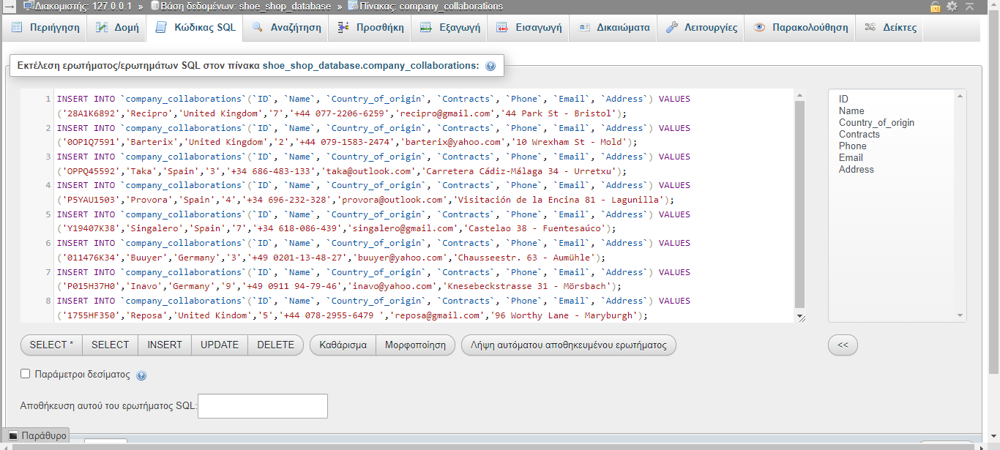 Διακομιστής: 127.0.0.1 » Βάση δεδομένων: shoe_shop_database » Πίνακας: company_collaborations
Περιήγηση Δομή Κώδικας SQL Αναζήτηση Προσθήκη Εξαγωγή Εισαγωγή Δικαιώματα Λειτουργίες Παρακολούθηση Δείκτες
Εκτέλεση ερωτήματος/ερωτημάτων SQL στον πίνακα shoe_shop_database.company_collaborations:
1 INSERT INTO `company_collaborations`(`ID`, `Name`, `Country_of_origin`, `Contracts`, `Phone`, `Email`, `Address`) VALUES
('28A1K6892','Recipro','United Kingdom','7','+44 077-2206-6259','recipro@gmail.com','44 Park St - Bristol');
2 INSERT INTO `company_collaborations`(`ID`, `Name`, `Country_of_origin`, `Contracts`, `Phone`, `Email`, `Address`) VALUES
('0OP1Q7591','Barterix','United Kingdom','2','+44 079-1583-2474','barterix@yahoo.com','10 Wrexham St - Mold');
3 INSERT INTO `company_collaborations`(`ID`, `Name`, `Country_of_origin`, `Contracts`, `Phone`, `Email`, `Address`) VALUES
('OPPQ45592','Taka','Spain','3','+34 686-483-133','taka@outlook.com','Carretera Cádiz-Málaga 34 - Urretxu');
4 INSERT INTO `company_collaborations`(`ID`, `Name`, `Country_of_origin`, `Contracts`, `Phone`, `Email`, `Address`) VALUES
('P5YAU1503','Provora','Spain','4','+34 696-232-328','provora@outlook.com','Visitación de la Encina 81 - Lagunilla');
5 INSERT INTO `company_collaborations`(`ID`, `Name`, `Country_of_origin`, `Contracts`, `Phone`, `Email`, `Address`) VALUES
('Y19407K38','Singalero','Spain','7','+34 618-086-439','singalero@gmail.com','Castelao 38 - Fuentesaúco');
6 INSERT INTO `company_collaborations`(`ID`, `Name`, `Country_of_origin`, `Contracts`, `Phone`, `Email`, `Address`) VALUES
('011476K34','Buuyer','Germany','3','+49 0201-13-48-27','buuyer@yahoo.com','Chausseestr. 63 - Aumühle');
7 INSERT INTO `company_collaborations`(`ID`, `Name`, `Country_of_origin`, `Contracts`, `Phone`, `Email`, `Address`) VALUES
('P015H37H0','Inavo','Germany','9','+49 0911 94-79-46','inavo@yahoo.com','Knesebeckstrasse 31 - Mörsbach');
8 INSERT INTO `company_collaborations`(`ID`, `Name`, `Country_of_origin`, `Contracts`, `Phone`, `Email`, `Address`) VALUES
('1755HF350','Reposa','United Kindom','5','+44 078-2955-6479 ','reposa@gmail.com','96 Worthy Lane - Maryburgh');
ID
Name
Country_of_origin
Contracts
Phone
Email
Address
SELECT * SELECT INSERT UPDATE DELETE Καθάρισμα Μορφοποίηση Λήψη αυτόματου αποθηκευμένου ερωτήματος <<
Παράμετροι δεσίματος
Αποθήκευση αυτού του ερωτήματος SQL:
Παράθυρο